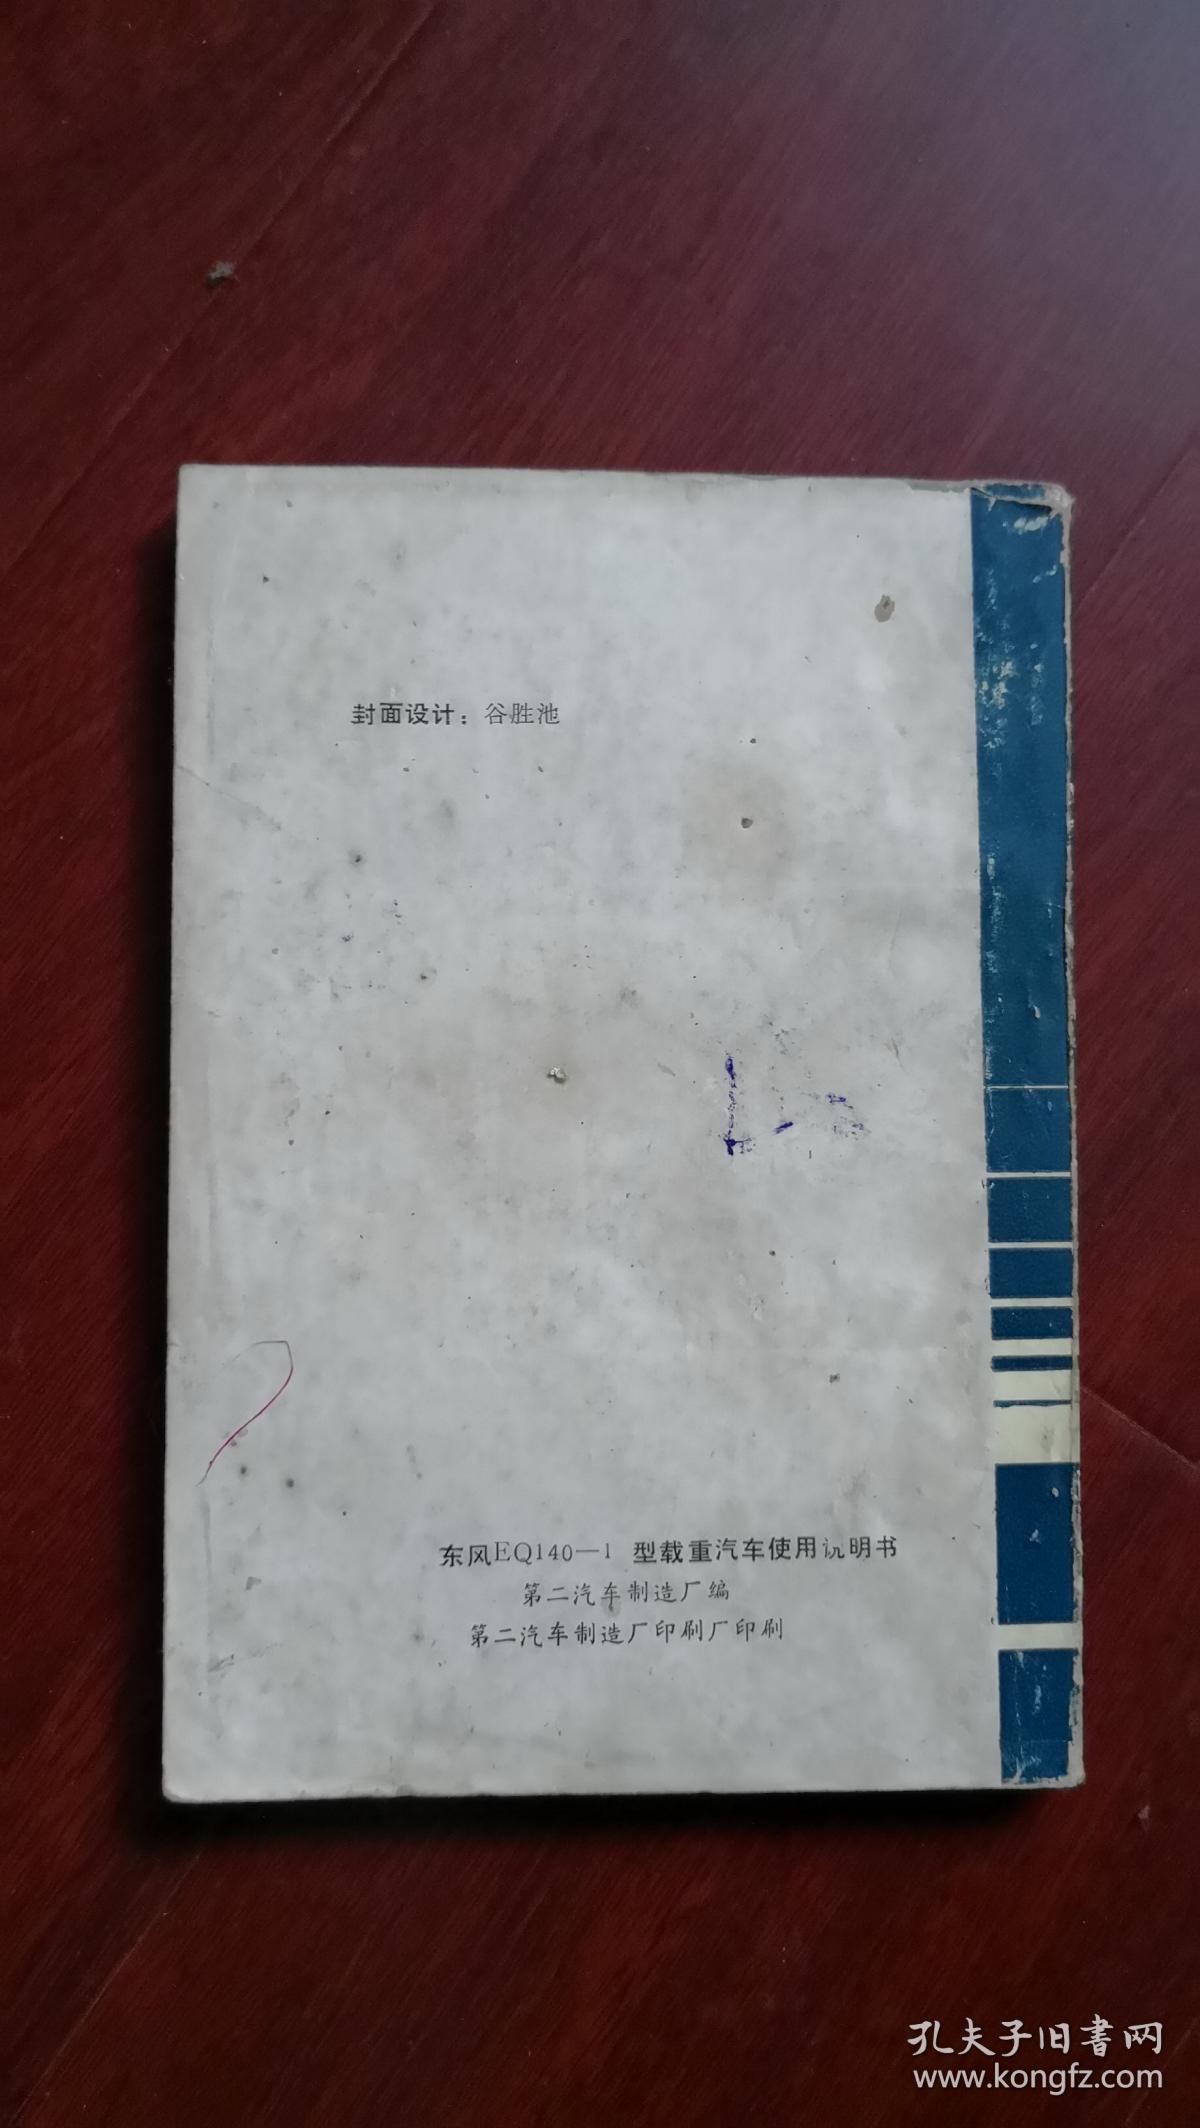 封面设计：谷胜池
东风EQ140—1 型载重汽车使用说明书
第二汽车制造厂编
第二汽车制造厂印刷厂印刷
孔夫子旧書网
www.kongfz.com